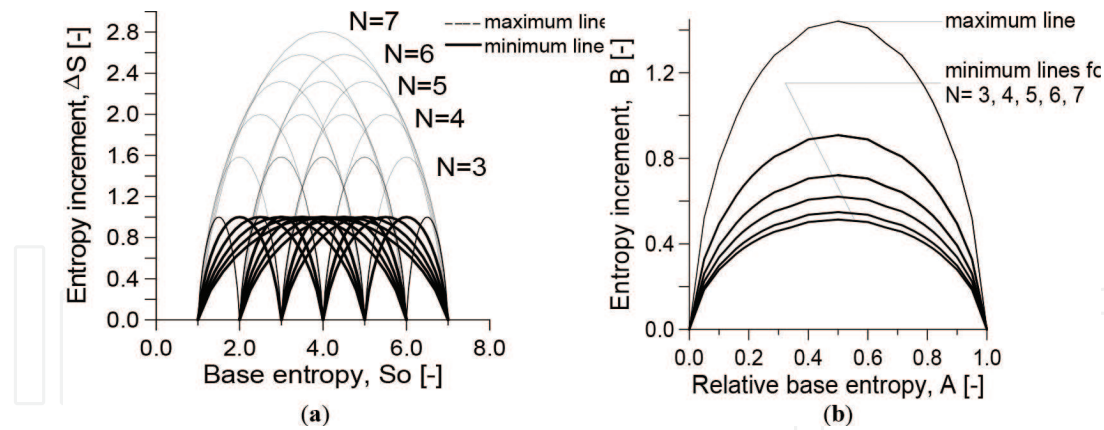 N=7
N=6
N=5
N=4
N=3
maximum line
minimum line
Entropy increment, ΔS [-]
2.8
2.4
2.0
1.6
1.2
0.8
0.4
0.0
0.0 2.0 4.0 6.0 8.0
Base entropy, So [-]
(a)
maximum line
minimum lines fo
N= 3, 4, 5, 6, 7
Entropy increment, B [-]
1.2
0.8
0.4
0.0
0.0 0.2 0.4 0.6 0.8 1.0
Relative base entropy, A [-]
(b)